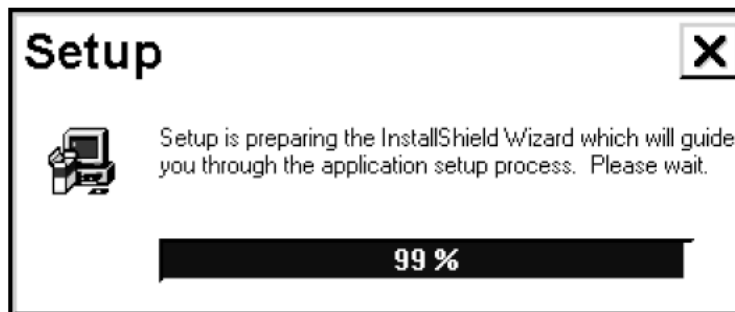 Setup
Setup is preparing the InstallShield Wizard which will guide
you through the application setup process.  Please wait.
99 %